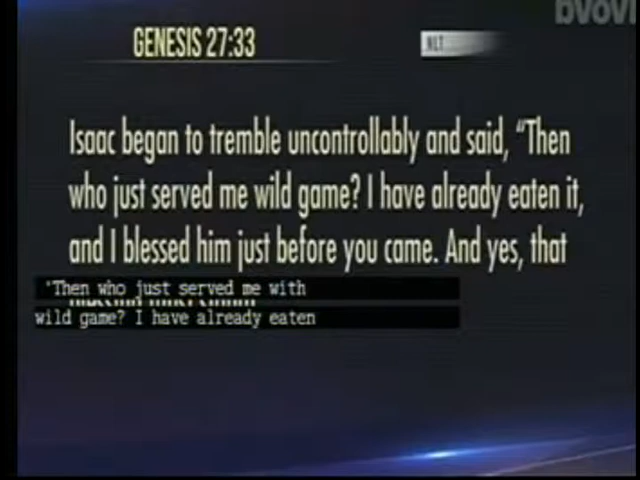 bvovn
GENESIS 27:33
NLT
Isaac began to tremble uncontrollably and said, “Then
who just served me wild game? I have already eaten it,
and I blessed him just before you came. And yes, that
"Then who just served me with
wild game? I have already eaten